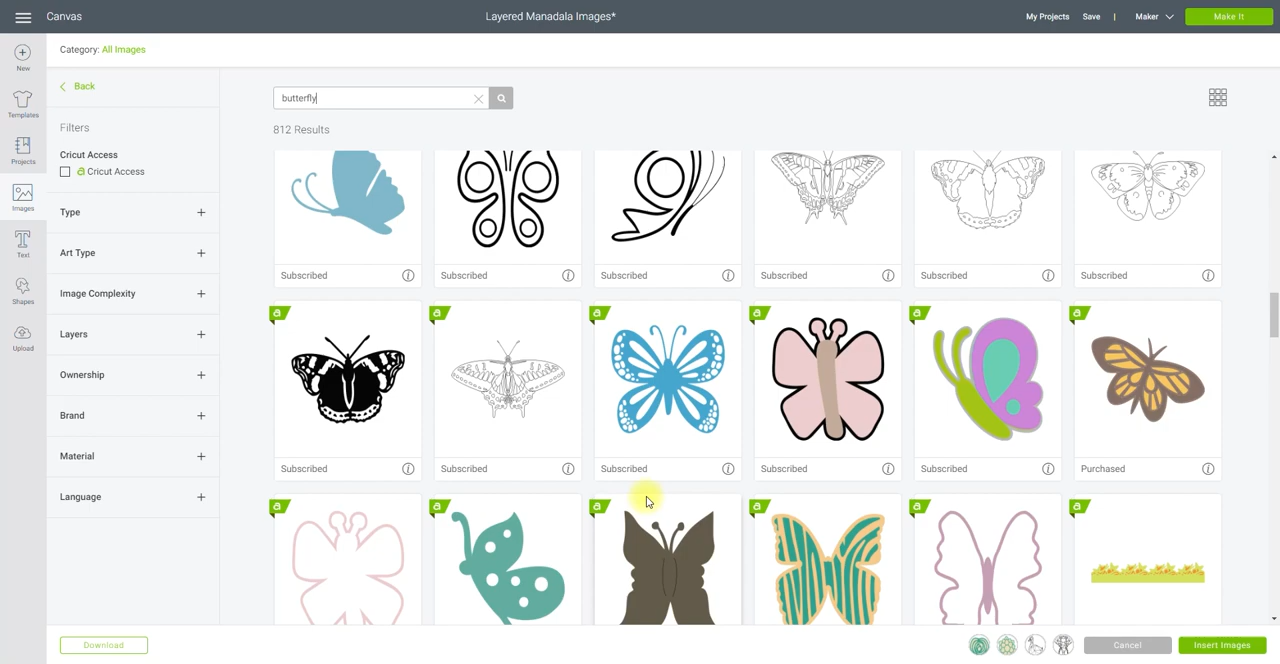 Canvas
Layered Manadala Images*
My Projects Save | Maker Make It
New
Templates
Projects
Images
Text
Shapes
Upload
Category: All Images
Back
Filters
Cricut Access
a Cricut Access
Type +
Art Type +
Image Complexity +
Layers +
Ownership +
Brand +
Material +
Language +
butterfly
812 Results
Subscribed Subscribed Subscribed Subscribed Subscribed Subscribed
a a a a a a
Subscribed Subscribed Subscribed Subscribed Subscribed Purchased
a a a a a a
Download
Cancel
Insert Images